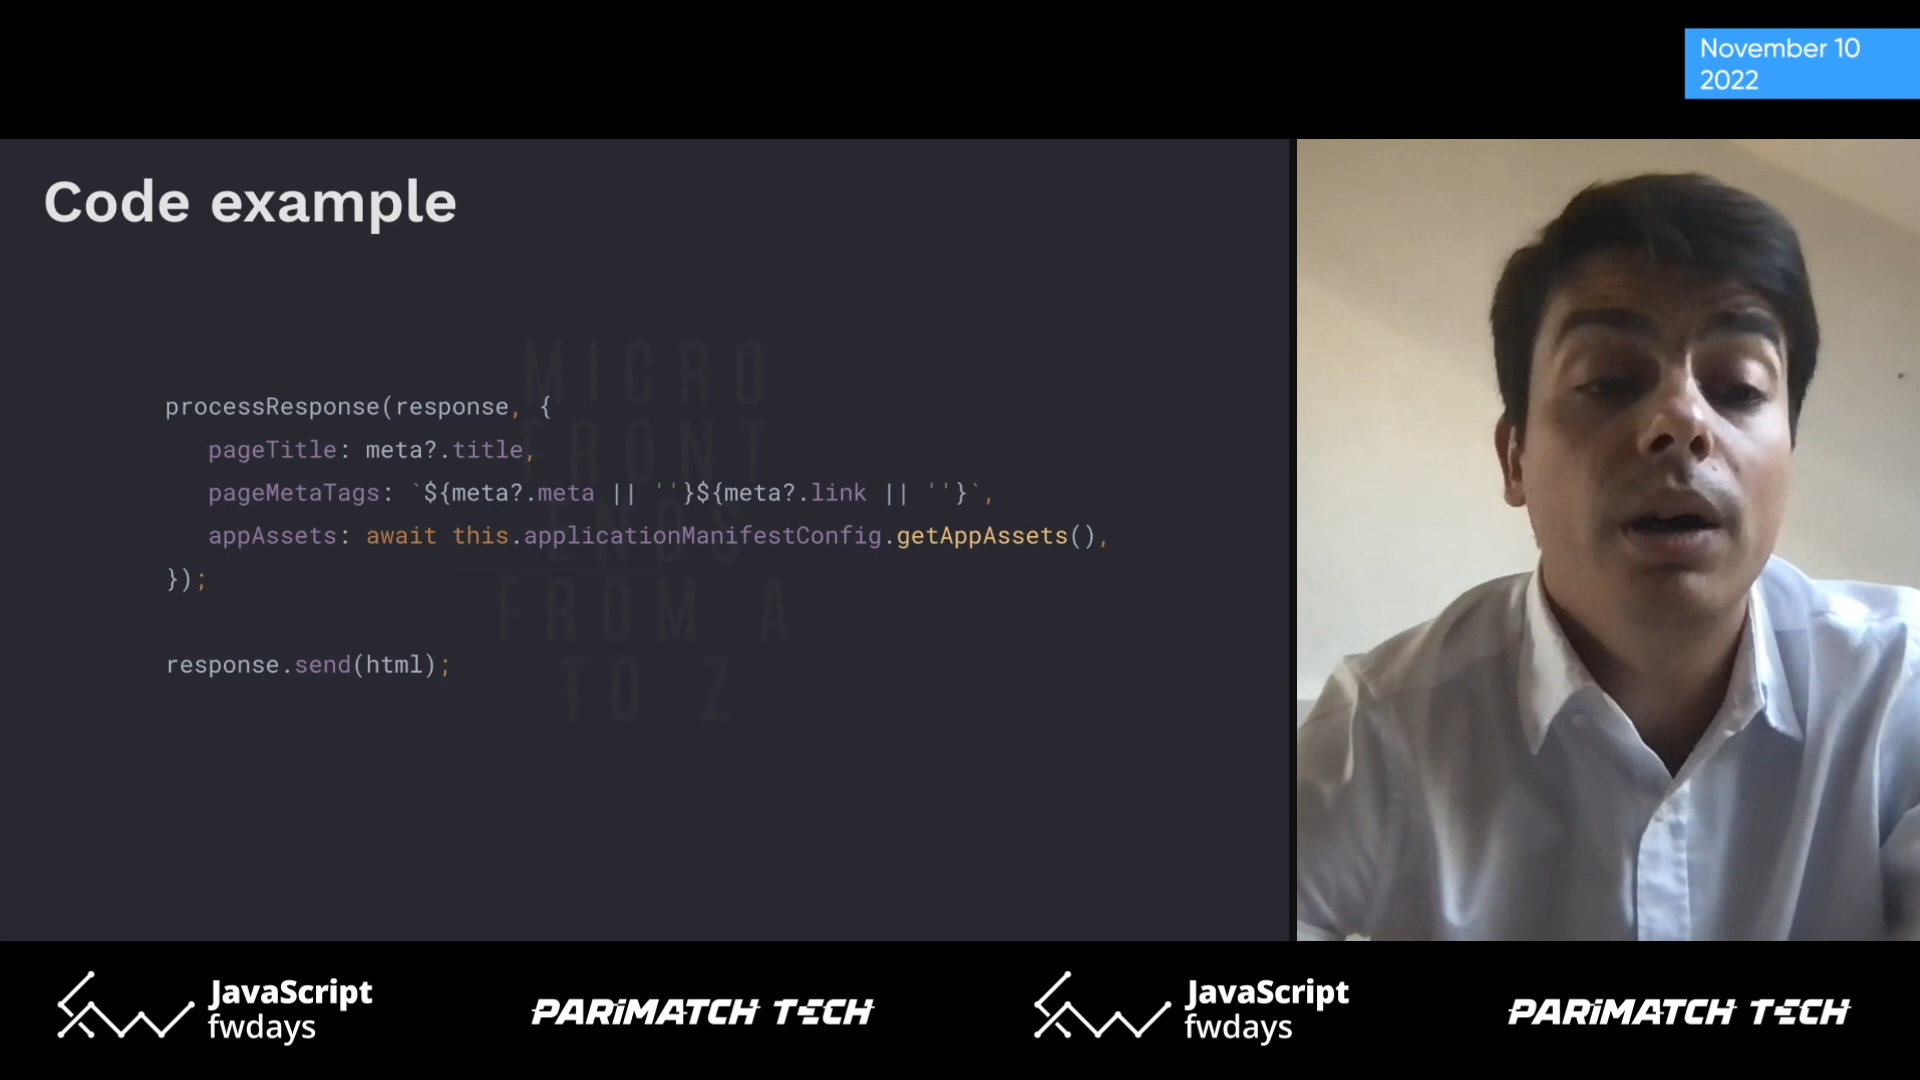 November 10
2022
Code example
MICRO
FRONT
ENDS
FROM A
TO Z
processResponse(response, {
pageTitle: meta?.title,
pageMetaTags: `${meta?.meta || ''}${meta?.link || ''}`,
appAssets: await this.applicationManifestConfig.getAppAssets(),
});
response.send(html);
JavaScript
fwdays
PARIMATCH TECH
JavaScript
fwdays
PARIMATCH TECH